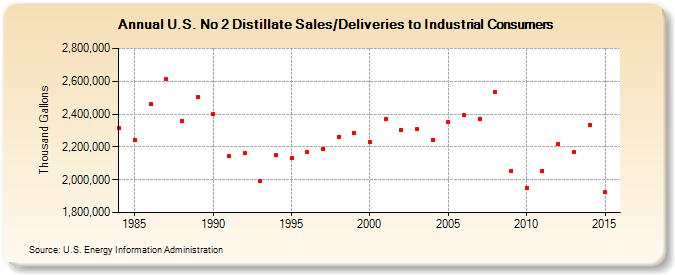 Annual U.S. No 2 Distillate Sales/Deliveries to Industrial Consumers
Thousand Gallons
2,800,000
2,600,000
2,400,000
2,200,000
2,000,000
1,800,000
1985 1990 1995 2000 2005 2010 2015
Source: U.S. Energy Information Administration